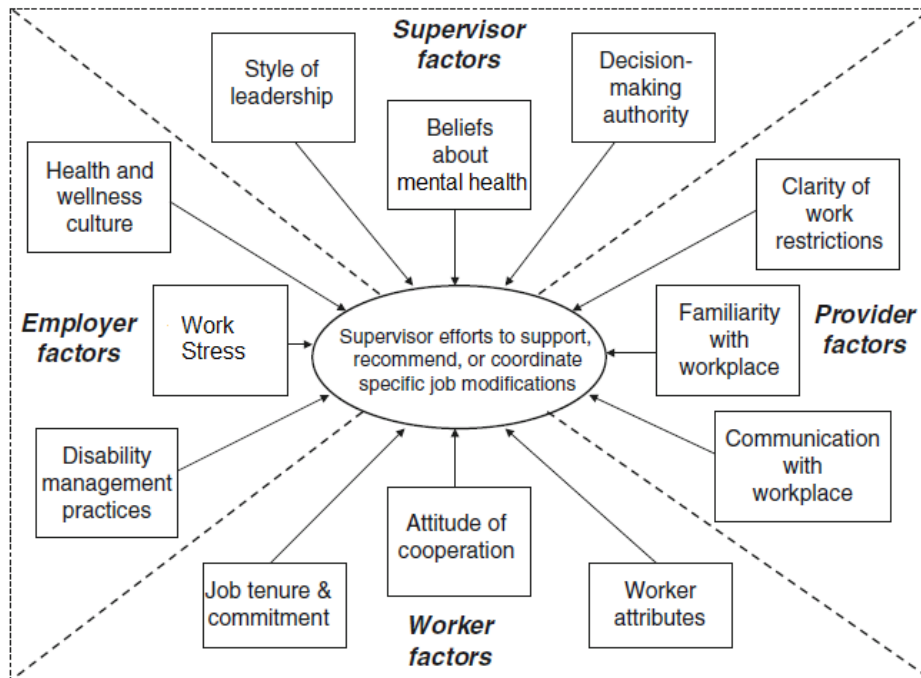 Supervisor
factors
Style of
leadership
Decision-
making
authority
Beliefs
about
mental health
Health and
wellness
culture
Clarity of
work
restrictions
Employer
factors
Work
Stress
Supervisor efforts to support,
recommend, or coordinate
specific job modifications
Familiarity with
workplace
Provider
factors
Disability
management
practices
Communication
with
workplace
Attitude of
cooperation
Job tenure &
commitment
Worker
attributes
Worker
factors